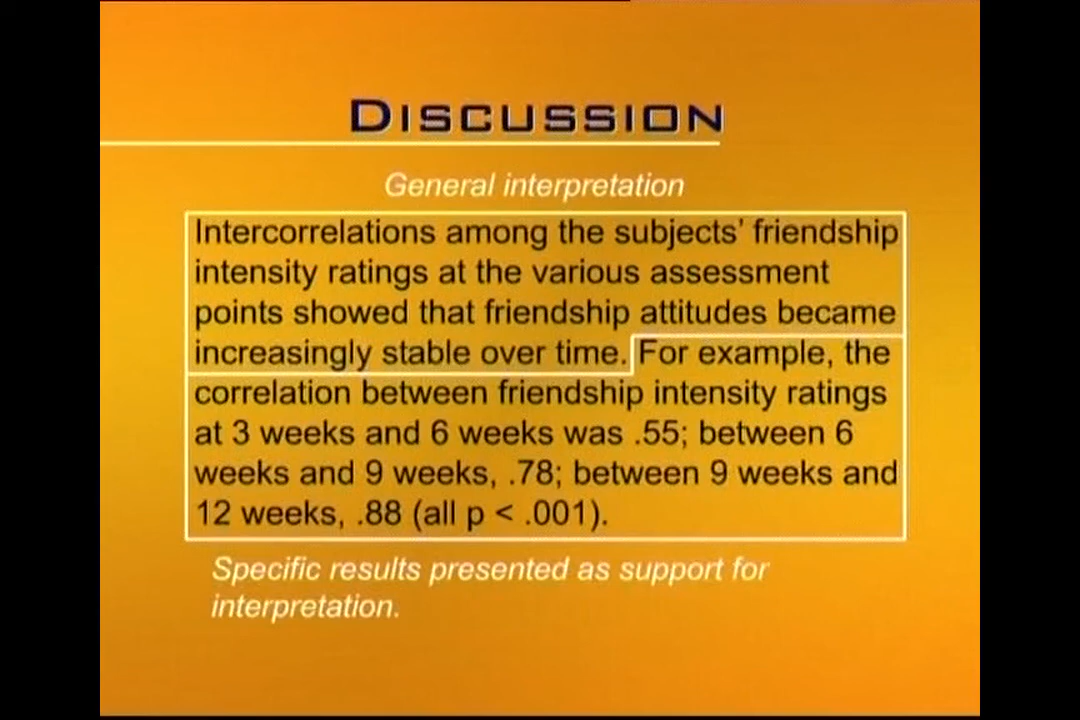 DISCUSSION
General interpretation
Intercorrelations among the subjects' friendship
intensity ratings at the various assessment
points showed that friendship attitudes became
increasingly stable over time. For example, the
correlation between friendship intensity ratings
at 3 weeks and 6 weeks was .55; between 6
weeks and 9 weeks, .78; between 9 weeks and
12 weeks, .88 (all p < .001).
Specific results presented as support for
interpretation.